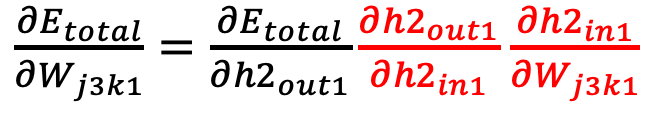 ∂E_total/∂W_j3k1 = ∂E_total/∂h2_out1 ∂h2_out1/∂h2_in1 ∂h2_in1/∂W_j3k1